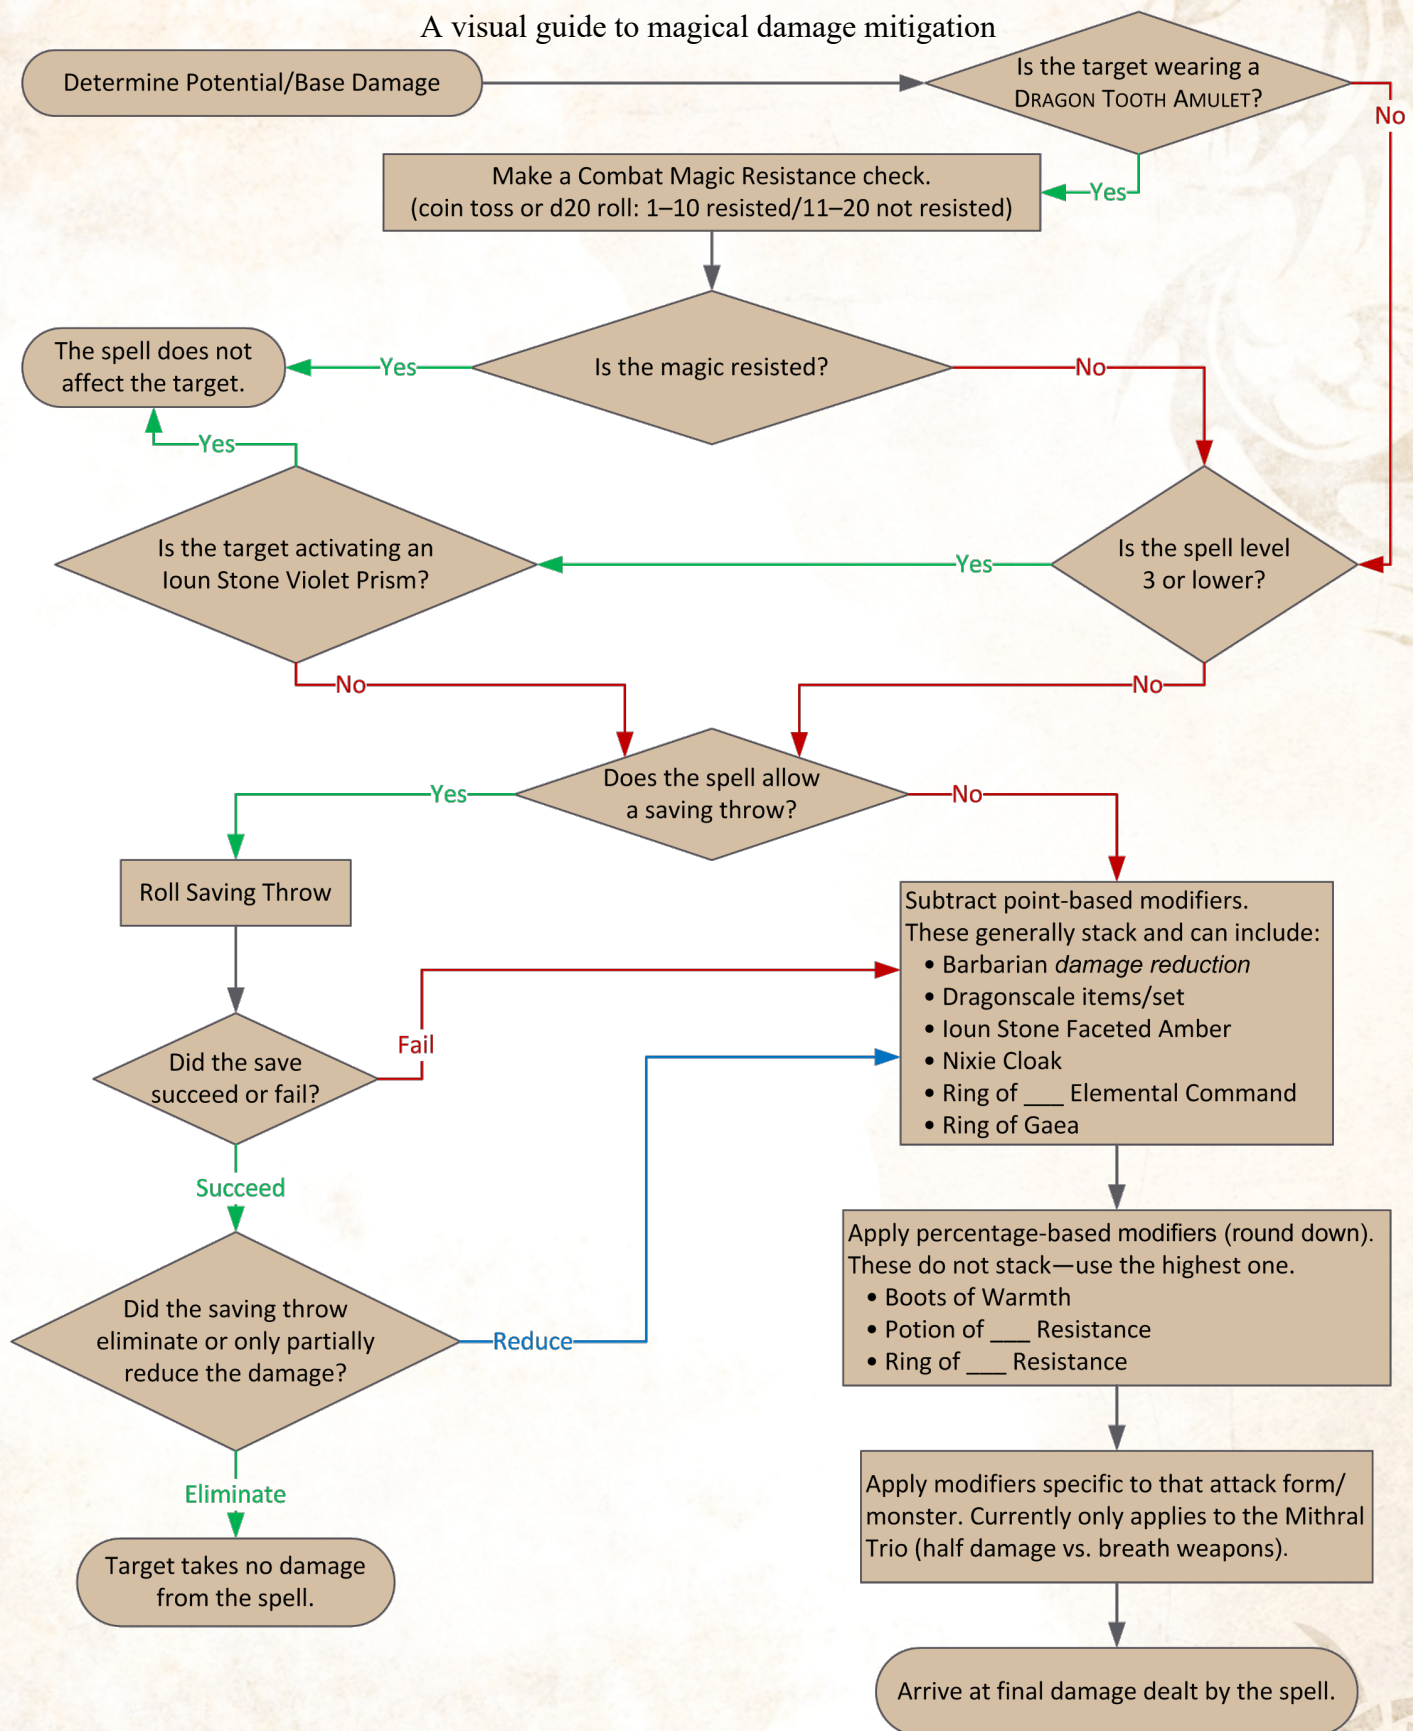 A visual guide to magical damage mitigation
Determine Potential/Base Damage
Is the target wearing a
DRAGON TOOTH AMULET?
No
Yes
Make a Combat Magic Resistance check.
(coin toss or d20 roll: 1–10 resisted/11–20 not resisted)
Is the magic resisted?
Yes
No
The spell does not
affect the target.
Yes
Is the target activating an
Ioun Stone Violet Prism?
Yes
Is the spell level
3 or lower?
No
No
Does the spell allow
a saving throw?
Yes
No
Roll Saving Throw
Subtract point-based modifiers.
These generally stack and can include:
• Barbarian damage reduction
• Dragonscale items/set
• Ioun Stone Faceted Amber
• Nixie Cloak
• Ring of ___ Elemental Command
• Ring of Gaea
Fail
Did the save
succeed or fail?
Succeed
Apply percentage-based modifiers (round down).
These do not stack—use the highest one.
• Boots of Warmth
• Potion of ___ Resistance
• Ring of ___ Resistance
Did the saving throw
eliminate or only partially
reduce the damage?
Reduce
Eliminate
Apply modifiers specific to that attack form/
monster. Currently only applies to the Mithral
Trio (half damage vs. breath weapons).
Target takes no damage
from the spell.
Arrive at final damage dealt by the spell.